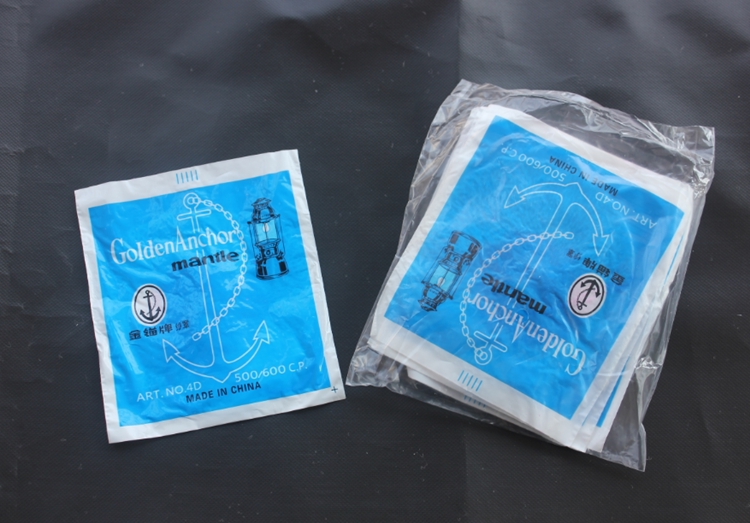 GoldenAnchor
mantle
金锚牌
500/600 C.P.
ART. NO.4D
MADE IN CHINA
MADE IN CHINA
500/600 C.P.
ART. NO.4D
金锚牌
mantle
GoldenAnchor